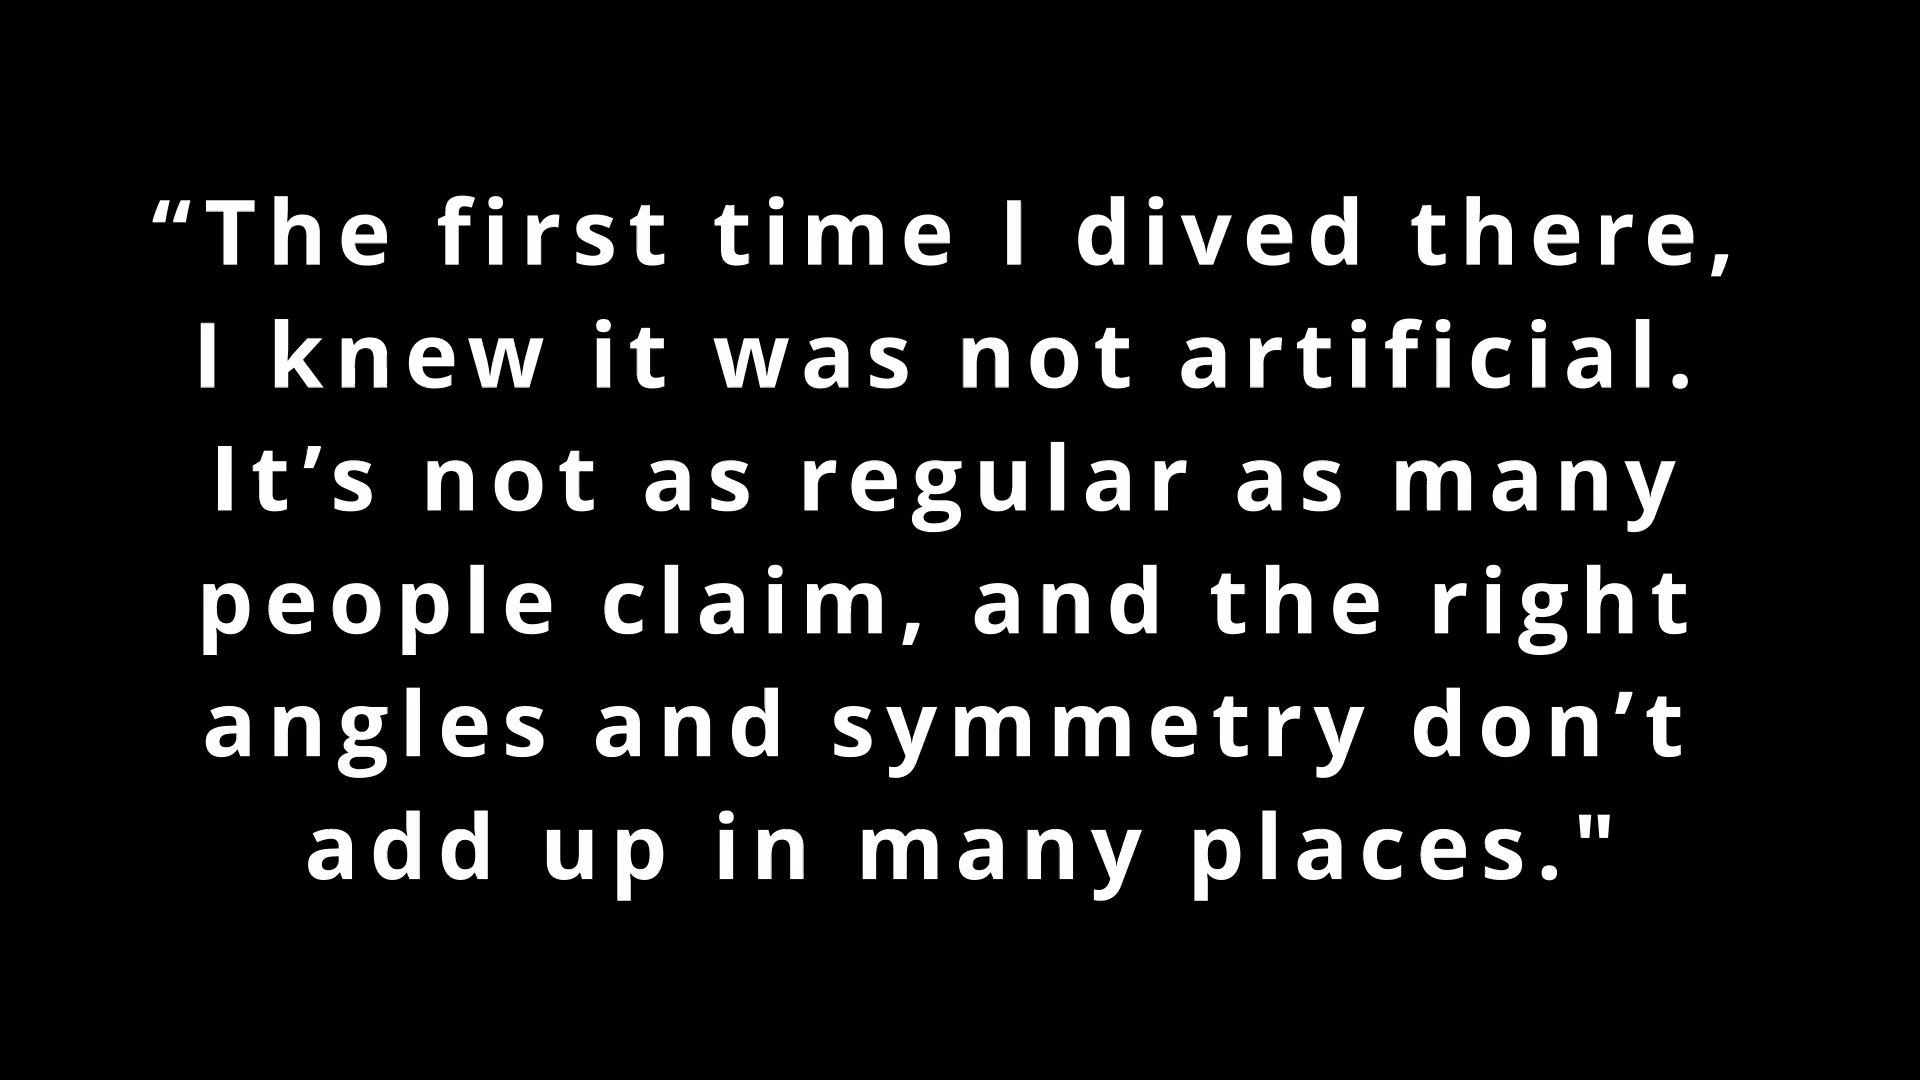 “The first time I dived there,
I knew it was not artificial.
It’s not as regular as many
people claim, and the right
angles and symmetry don’t
add up in many places."